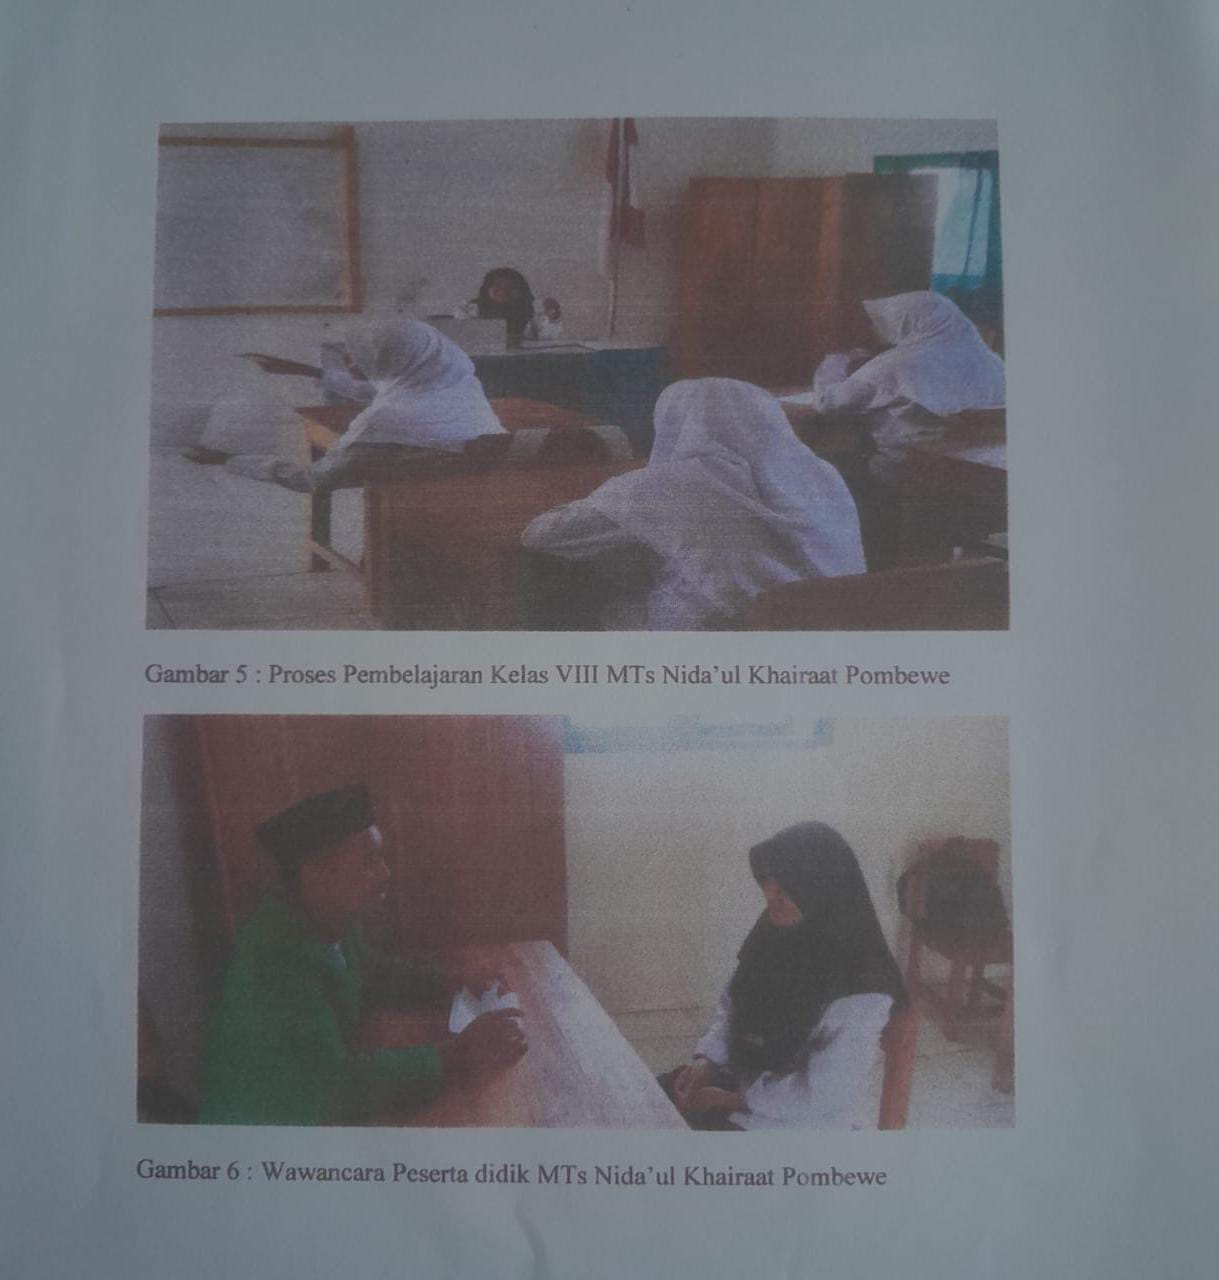 Gambar 5 : Proses Pembelajaran Kelas VIII MTs Nida'ul Khairaat Pombewe
Gambar 6 : Wawancara Peserta didik MTs Nida'ul Khairaat Pombewe